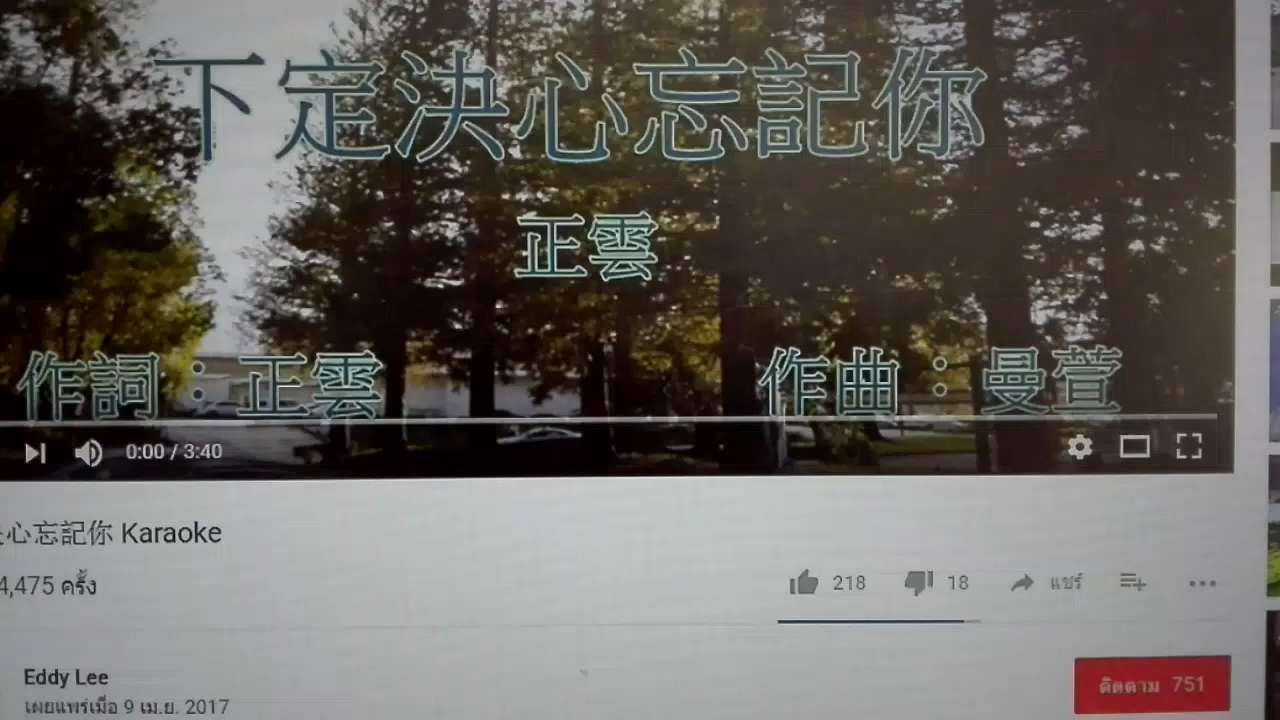 下定決心忘記你
正雲
作詞：正雲 作曲：曼萱
0:00 / 3:40
心忘記你 Karaoke
4,475 ครั้ง 218 18 แชร์
Eddy Lee
ติดตาม 751
เผยแพร่เมื่อ 9 เม.ย. 2017